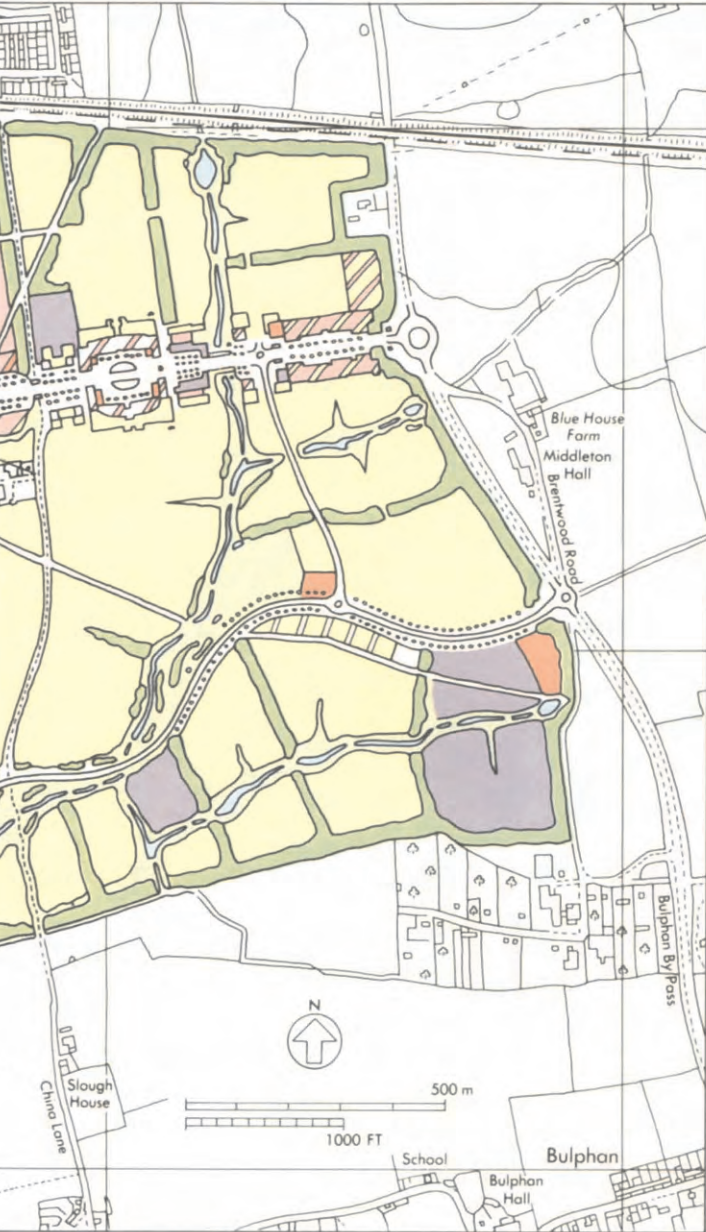 Blue House
Farm
Middleton
Hall
Brentwood Road
Bulphan By Pass
N
500 m
1000 FT
Slough
House
China Lane
School
Bulphan
Bulphan
Hall